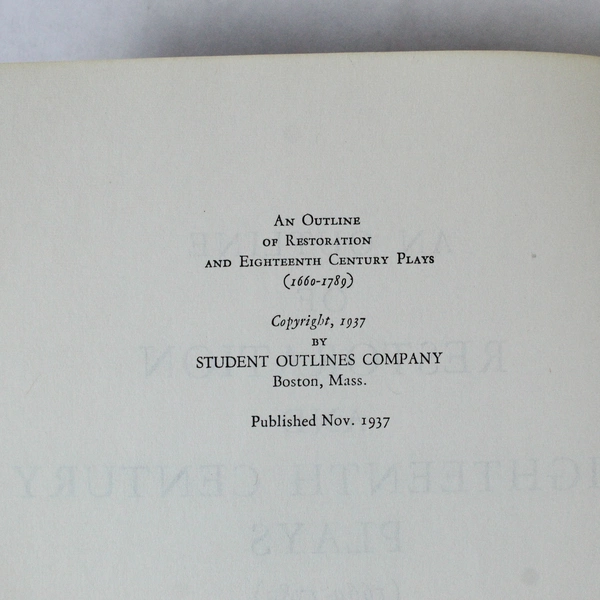 An Outline
of Restoration
and Eighteenth Century Plays
(1660-1789)
Copyright, 1937
by
STUDENT OUTLINES COMPANY
Boston, Mass.
Published Nov. 1937